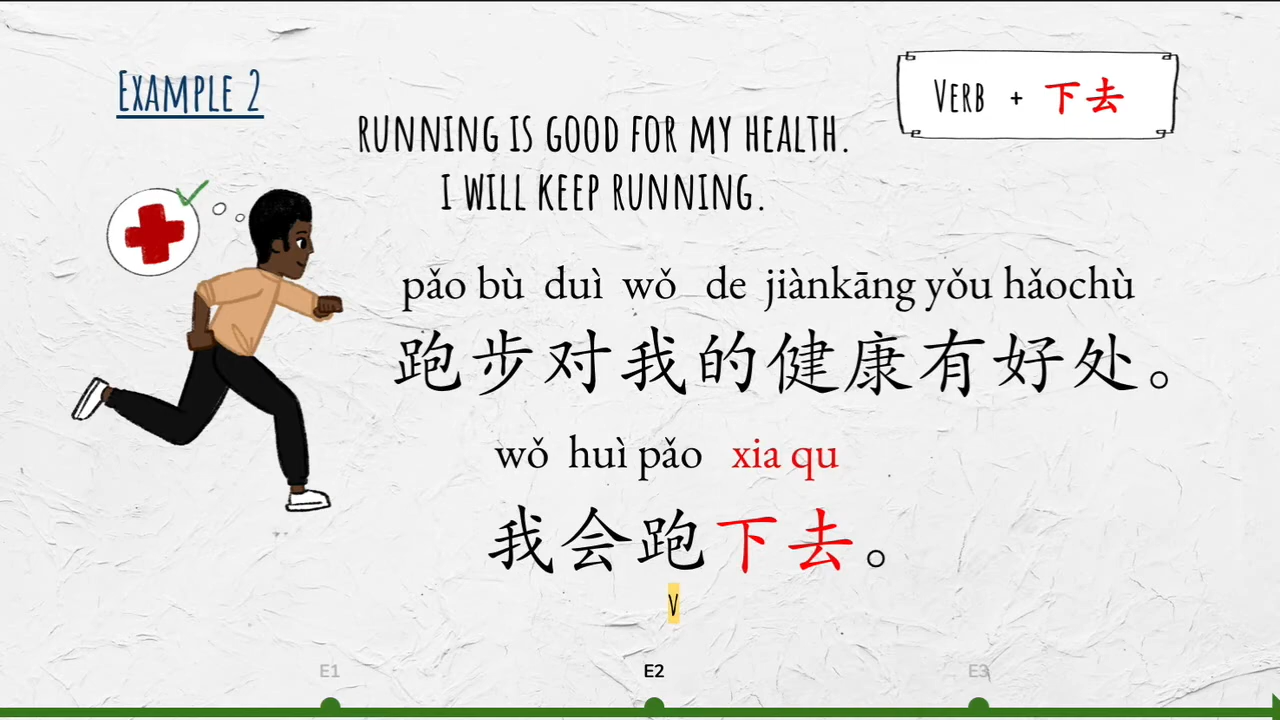 Example 2
Verb + 下去
Running is good for my health.
I will keep running.
pǎo bù duì wǒ de jiànkāng yǒu hǎochù
跑步对我的健康有好处。
wǒ huì pǎo xia qu
我会跑下去。
V
E1 E2 E3